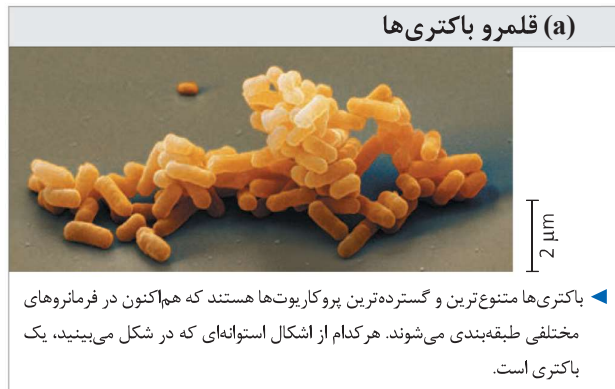 (a) قلمرو باکتری‌ها
2 µm
باکتری‌ها متنوع‌ترین و گسترده‌ترین پروکاریوت‌ها هستند که هم‌اکنون در فرمانروهای
مختلفی طبقه‌بندی می‌شوند. هرکدام از اشکال استوانه‌ای که در شکل می‌بینید، یک
باکتری است.